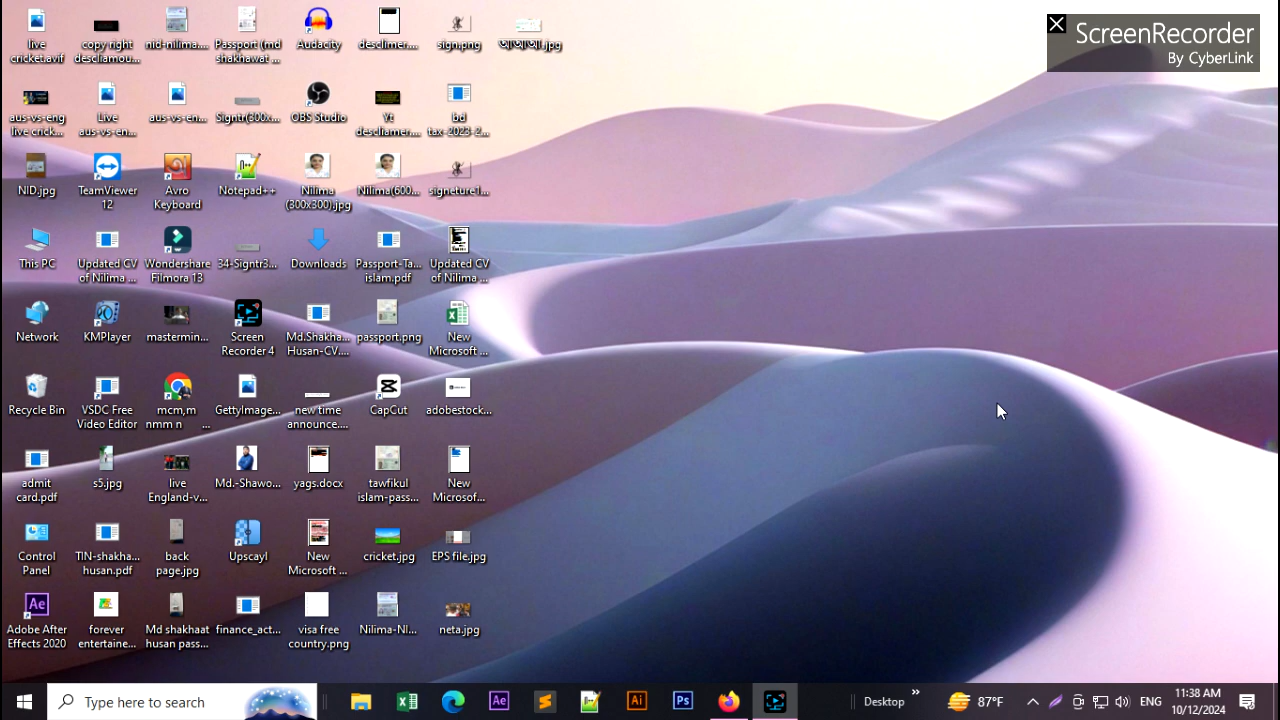 ScreenRecorder
By CyberLink
live
cricket.avif
copy right
desclimou...
nid-nilima....
Passport (md
shakhawat ...
Audacity
desclimer....
sign.png
আআআ.jpg
aus-vs-eng
live crick...
Live
aus-vs-en...
aus-vs-en...
Signtr(300x...
OBS Studio
Yt
desclaimer....
bd
tax-2023-2...
NID.jpg
TeamViewer
12
Avro
Keyboard
Notepad++
Nilima
(300x300).jpg
Nilima(600...
signeture1...
This PC
Updated CV
of Nilima ...
Wondershare
Filmora 13
34-Signtr3...
Downloads
Passport-Ta...
islam.pdf
Updated CV
of Nilima ...
Network
KMPlayer
mastermin...
Screen
Recorder 4
Md.Shakha...
Husan-CV....
passport.png
New
Microsoft ...
Recycle Bin
VSDC Free
Video Editor
mcm,m
nmm n ...
GettyImage...
new time
announce....
CapCut
adobestock...
admit
card.pdf
s5.jpg
live
England-v...
Md.-Shawo...
yags.docx
tawfikul
islam-pass...
New
Microsof...
Control
Panel
TIN-shakha...
husan.pdf
back
page.jpg
Upscayl
New
Microsoft ...
cricket.jpg
EPS file.jpg
Adobe After
Effects 2020
forever
entertaine...
Md shakhaat
husan pass...
finance_act...
visa free
country.png
Nilima-NI...
neta.jpg
Type here to search
Desktop
87°F
ENG
11:38 AM
10/12/2024